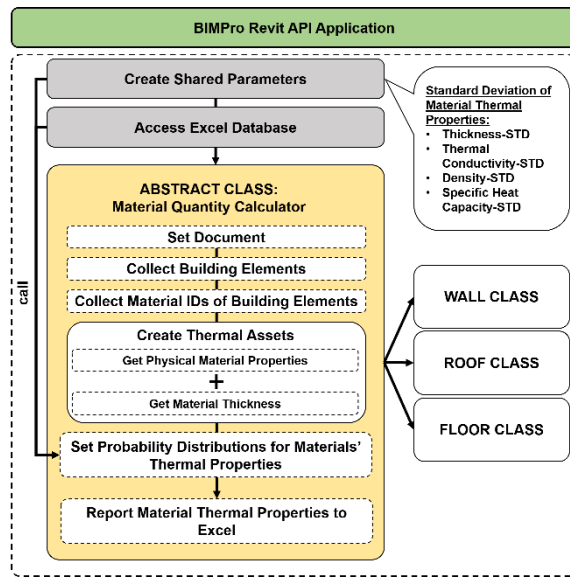 BIMPro Revit API Application
Create Shared Parameters
Access Excel Database
Standard Deviation of
Material Thermal
Properties:
• Thickness-STD
• Thermal
Conductivity-STD
• Density-STD
• Specific Heat
Capacity-STD
call
ABSTRACT CLASS:
Material Quantity Calculator
Set Document
Collect Building Elements
Collect Material IDs of Building Elements
Create Thermal Assets
Get Physical Material Properties
+
Get Material Thickness
Set Probability Distributions for Materials'
Thermal Properties
Report Material Thermal Properties to
Excel
WALL CLASS
ROOF CLASS
FLOOR CLASS